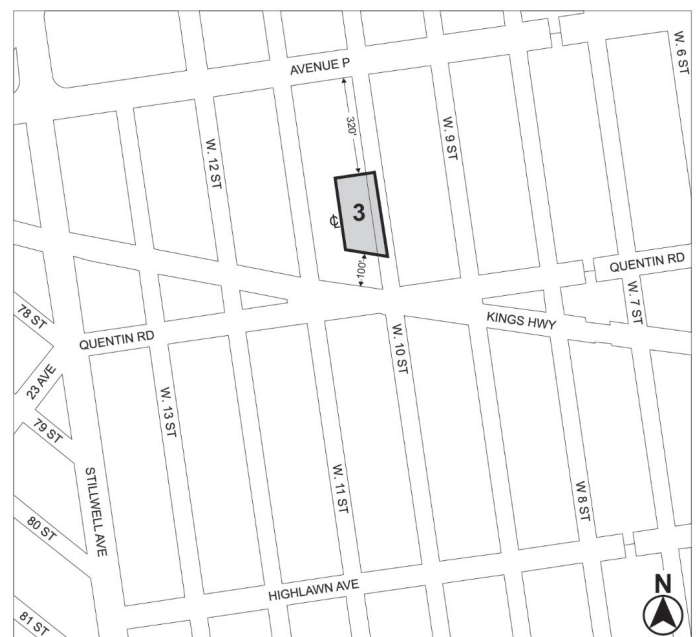 AVENUE P
W. 6 ST
320'
W. 12 ST
W. 9 ST
3
℄
100'
QUENTIN RD
W. 7 ST
78 ST
KINGS HWY
QUENTIN RD
W. 10 ST
23 AVE
W. 13 ST
79 ST
STILLWELL AVE
W. 11 ST
W 8 ST
80 ST
HIGHLAWN AVE
N
81 ST